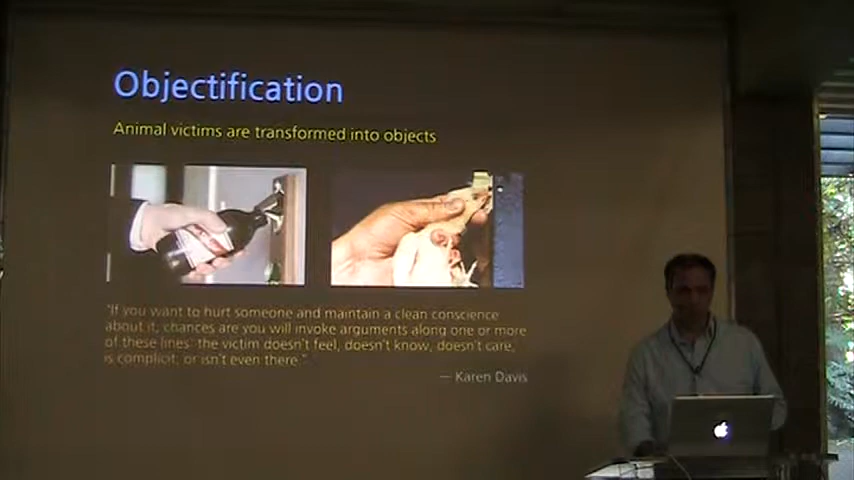 Objectification
Animal victims are transformed into objects
"If you want to hurt someone and maintain a clean conscience
about it, chances are you will invoke arguments along one or more
of these lines: the victim doesn't feel, doesn't know, doesn't care,
is complicit, or isn't even there."
— Karen Davis